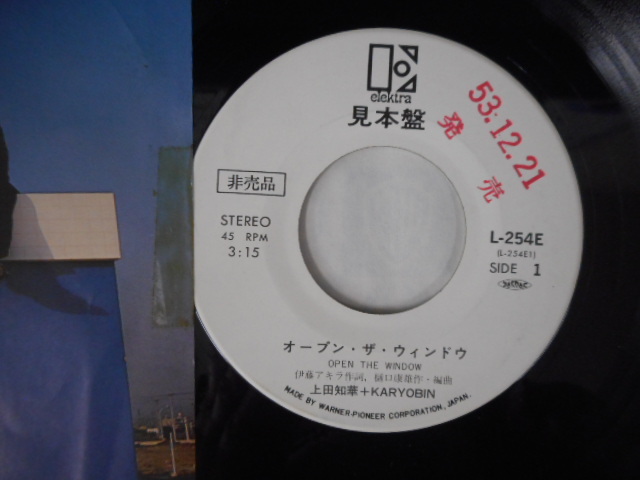 elektra
見本盤
53.12.21
発売
非売品
STEREO
45 RPM
3:15
L-254E
(L-254E1)
SIDE 1
オープン・ザ・ウィンドウ
OPEN THE WINDOW
伊藤アキラ作詞, 樋口康雄作・編曲
上田知華+KARYOBIN
MADE BY WARNER-PIONEER CORPORATION, JAPAN.